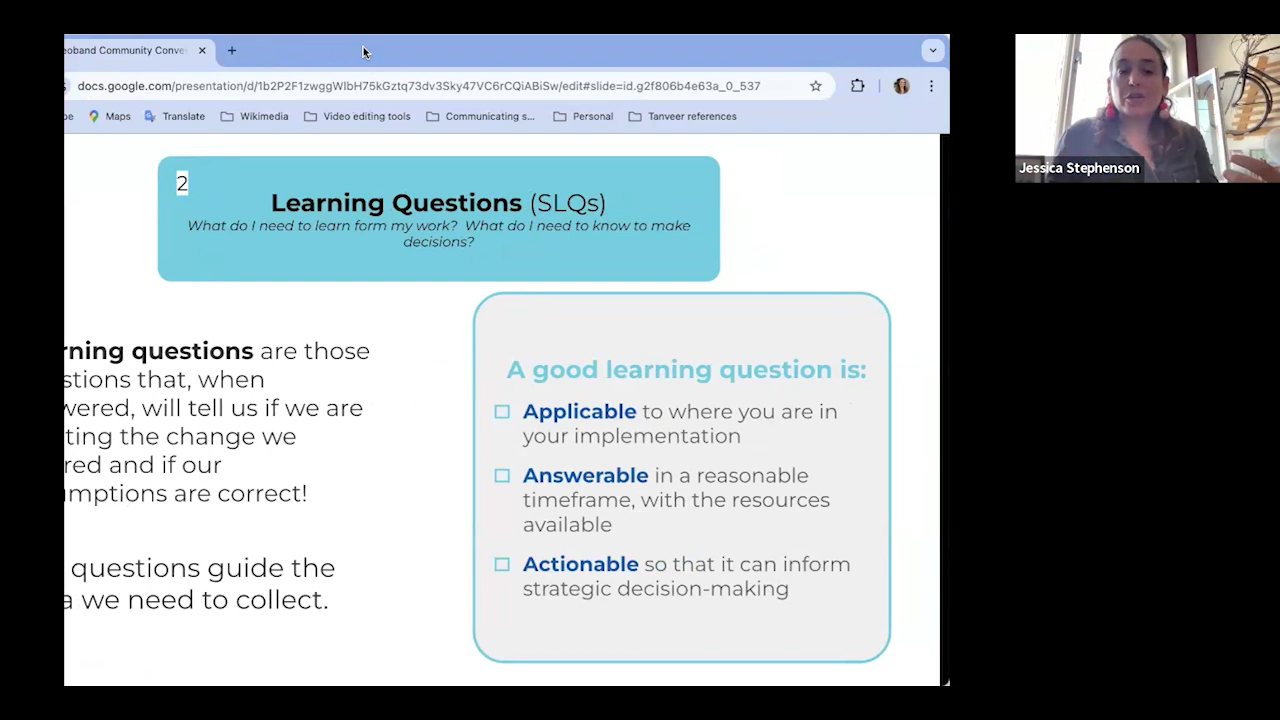 eoband Community Conve
docs.google.com/presentation/d/1b2P2F1zwggWlbH75kGztq73dv3Sky47VC6rCQiABiSw/edit#slide=id.g2f806b4e63a_0_537
Maps
Translate
Wikimedia
Video editing tools
Communicating s...
Personal
Tanveer references
2
Learning Questions (SLQs)
What do I need to learn form my work? What do I need to know to make
decisions?
rning questions are those
stions that, when
wered, will tell us if we are
ting the change we
red and if our
umptions are correct!
questions guide the
a we need to collect.
A good learning question is:
Applicable to where you are in
your implementation
Answerable in a reasonable
timeframe, with the resources
available
Actionable so that it can inform
strategic decision-making
Jessica Stephenson